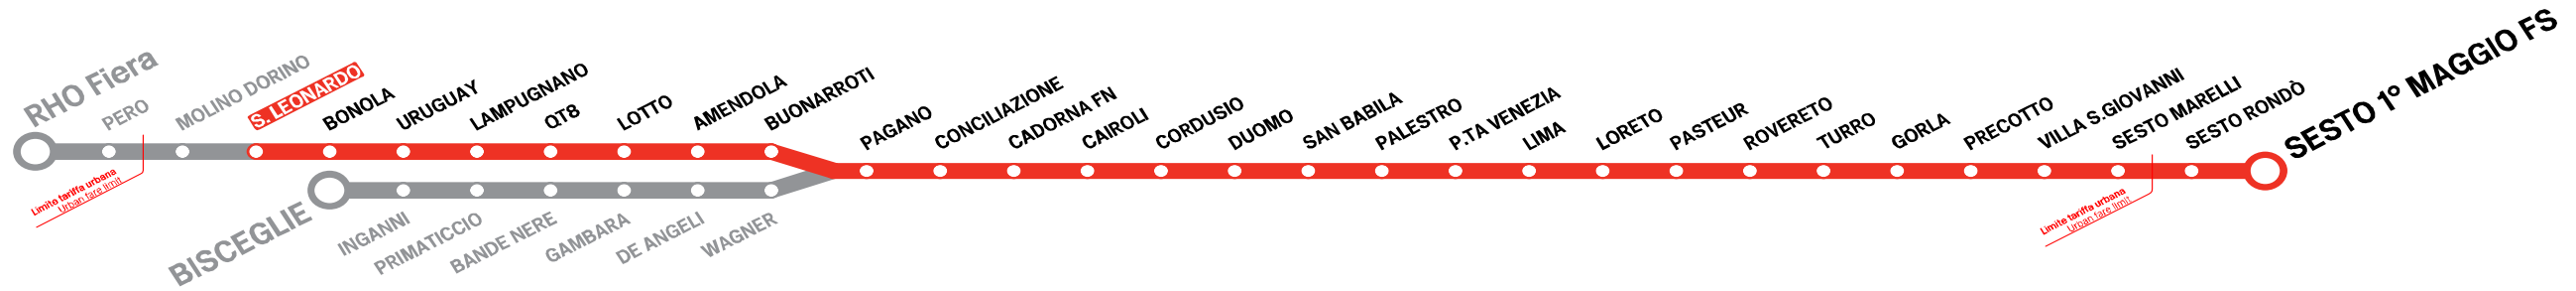 RHO Fiera
PERO
MOLINO DORINO
S. LEONARDO
BONOLA
URUGUAY
LAMPUGNANO
QT8
LOTTO
AMENDOLA
BUONARROTI
PAGANO
CONCILIAZIONE
CADORNA FN
CAIROLI
CORDUSIO
DUOMO
SAN BABILA
PALESTRO
P.TA VENEZIA
LIMA
LORETO
PASTEUR
ROVERETO
TURRO
GORLA
PRECOTTO
VILLA S.GIOVANNI
SESTO MARELLI
SESTO RONDÒ
SESTO 1° MAGGIO FS
Limite tariffa urbana
Urban fare limit
BISCEGLIE
INGANNI
PRIMATICCIO
BANDE NERE
GAMBARA
DE ANGELI
WAGNER
Limite tariffa urbana
Urban fare limit